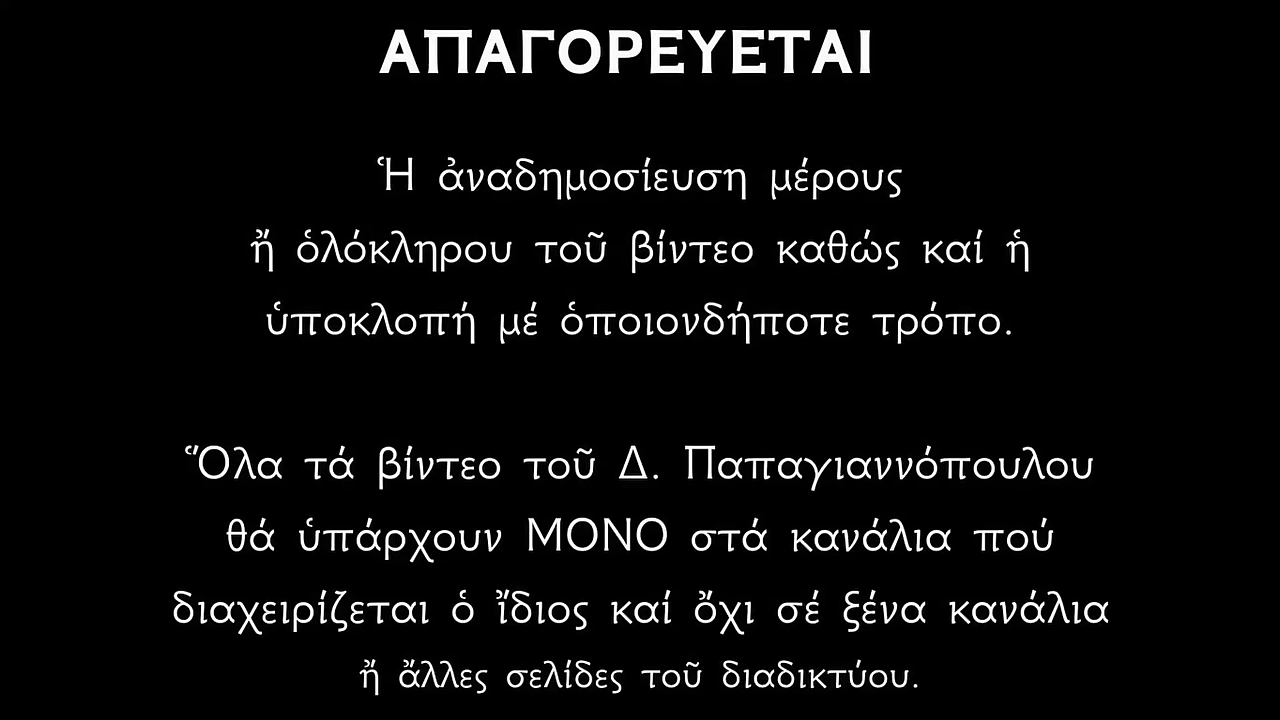 ΑΠΑΓΟΡΕΥΕΤΑΙ
Ἡ ἀναδημοσίευση μέρους
ἤ ὁλόκληρου τοῦ βίντεο καθώς καί ἡ
ὑποκλοπή μέ ὁποιονδήποτε τρόπο.
Ὅλα τά βίντεο τοῦ Δ. Παπαγιαννόπουλου
θά ὑπάρχουν ΜΟΝΟ στά κανάλια πού
διαχειρίζεται ὁ ἴδιος καί ὄχι σέ ξένα κανάλια
ἤ ἄλλες σελίδες τοῦ διαδικτύου.